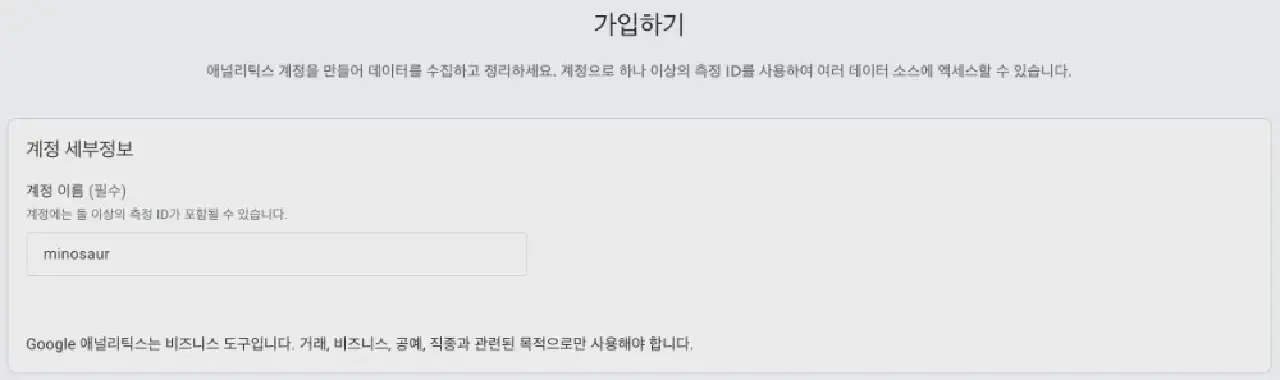 가입하기
애널리틱스 계정을 만들어 데이터를 수집하고 정리하세요. 계정으로 하나 이상의 측정 ID를 사용하여 여러 데이터 소스에 액세스할 수 있습니다.
계정 세부정보
계정 이름 (필수)
계정에는 둘 이상의 측정 ID가 포함될 수 있습니다.
minosaur
Google 애널리틱스는 비즈니스 도구입니다. 거래, 비즈니스, 공예, 직종과 관련된 목적으로만 사용해야 합니다.